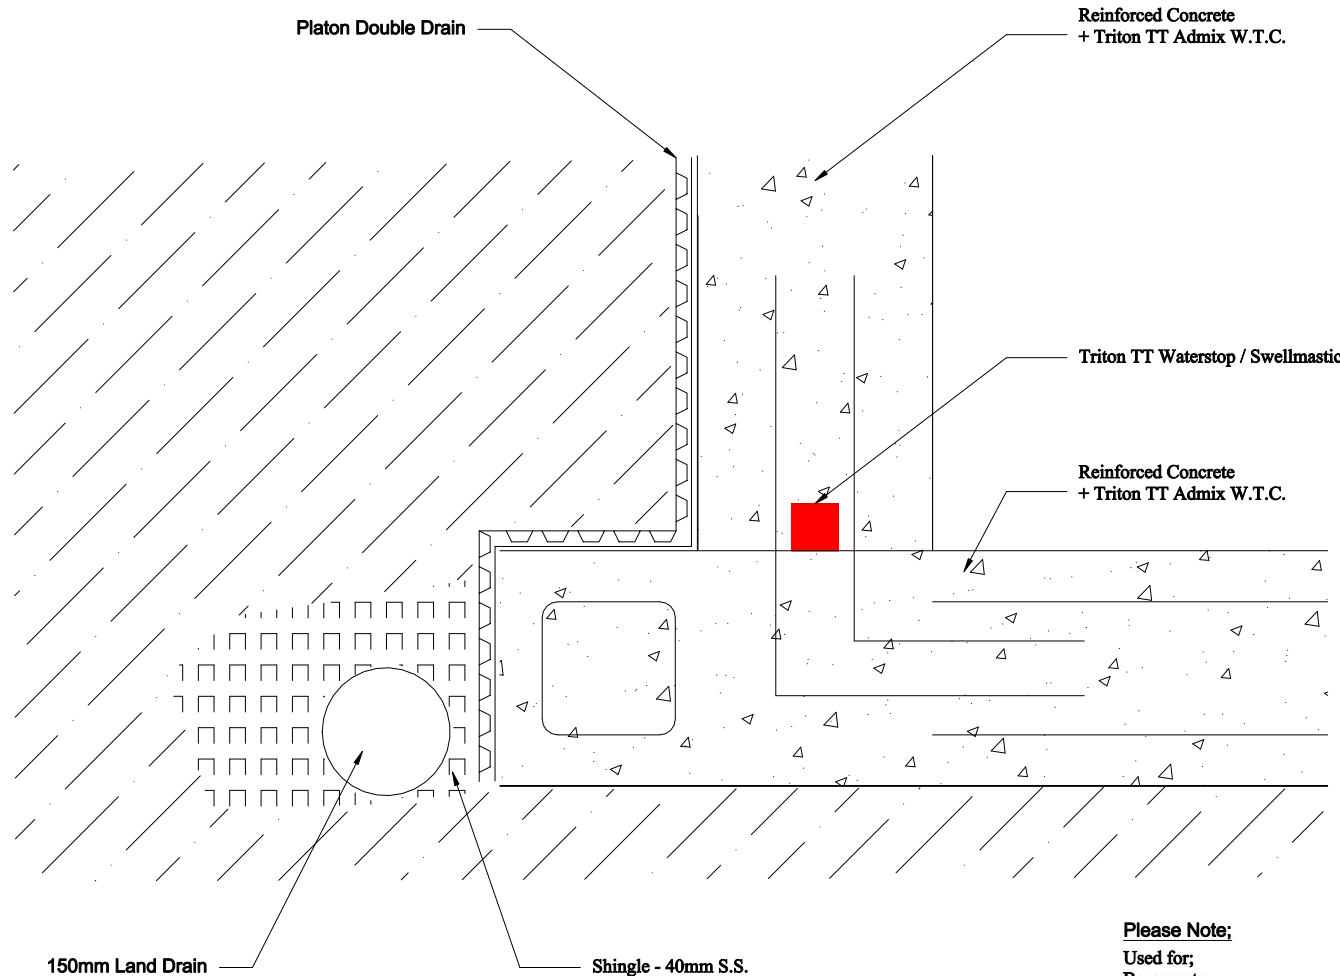 Platon Double Drain
Reinforced Concrete
+ Triton TT Admix W.T.C.
Triton TT Waterstop / Swellmastic
Reinforced Concrete
+ Triton TT Admix W.T.C.
150mm Land Drain
Shingle - 40mm S.S.
Please Note;
Used for;